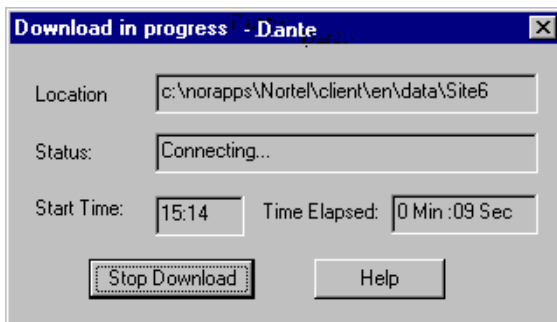 Download in progress - Dante
Location c:\norapps\Nortel\client\en\data\Site6
Status: Connecting...
Start Time: 15:14 Time Elapsed: 0 Min :09 Sec
Stop Download Help